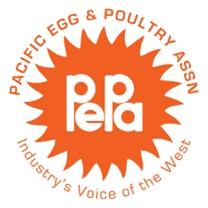 PACIFIC EGG & POULTRY ASSN
pepa
Industry's Voice of the West